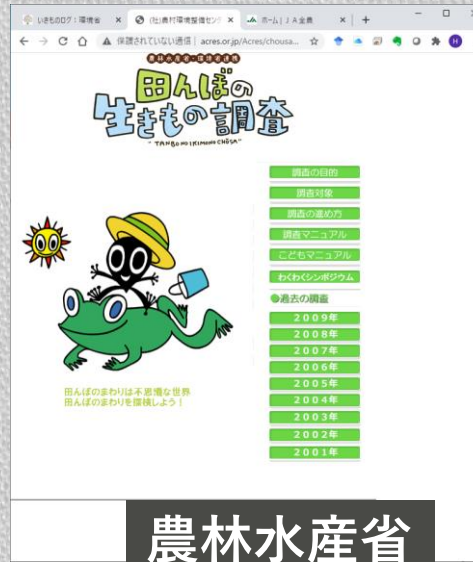 いきものログ：環境省
(社)農村環境整備セン
ホーム｜ＪＡ全農
保護されていない通信 | acres.or.jp/Acres/chousa...
H
農林水産省・環境省連携
田んぼの
生きもの調査
"TANBO NO IKIMONO CHŌSA"
調査の目的
調査対象
調査の進め方
調査マニュアル
こどもマニュアル
わくわくシンポジウム
過去の調査
２００９年
２００８年
２００７年
２００６年
２００５年
２００４年
２００３年
２００２年
２００１年
田んぼのまわりは不思議な世界
田んぼのまわりを探検しよう！
農林水産省